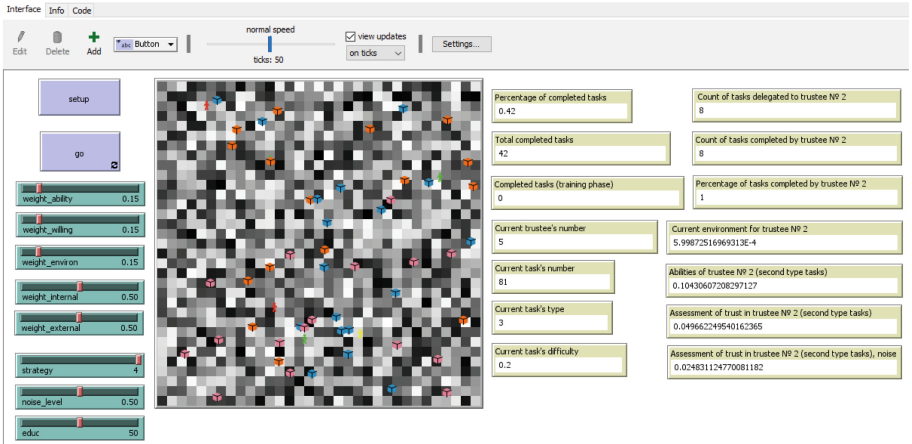 Interface Info Code
Edit Delete Add abc Button normal speed view updates Settings...
ticks: 50 on ticks
setup
go
weight_ability 0.15
weight_willing 0.15
weight_environ 0.15
weight_internal 0.50
weight_external 0.50
strategy 4
noise_level 0.50
educ 50
Percentage of completed tasks
0.42
Total completed tasks
42
Completed tasks (training phase)
0
Current trustee's number
5
Current task's number
81
Current task's type
3
Current task's difficulty
0.2
Count of tasks delegated to trustee № 2
8
Count of tasks completed by trustee № 2
8
Percentage of tasks completed by trustee № 2
1
Current environment for trustee № 2
5.99872516969313E-4
Abilities of trustee № 2 (second type tasks)
0.10430607208297127
Assessment of trust in trustee № 2 (second type tasks)
0.049662249540162365
Assessment of trust in trustee № 2 (second type tasks), noise
0.024831124770081182